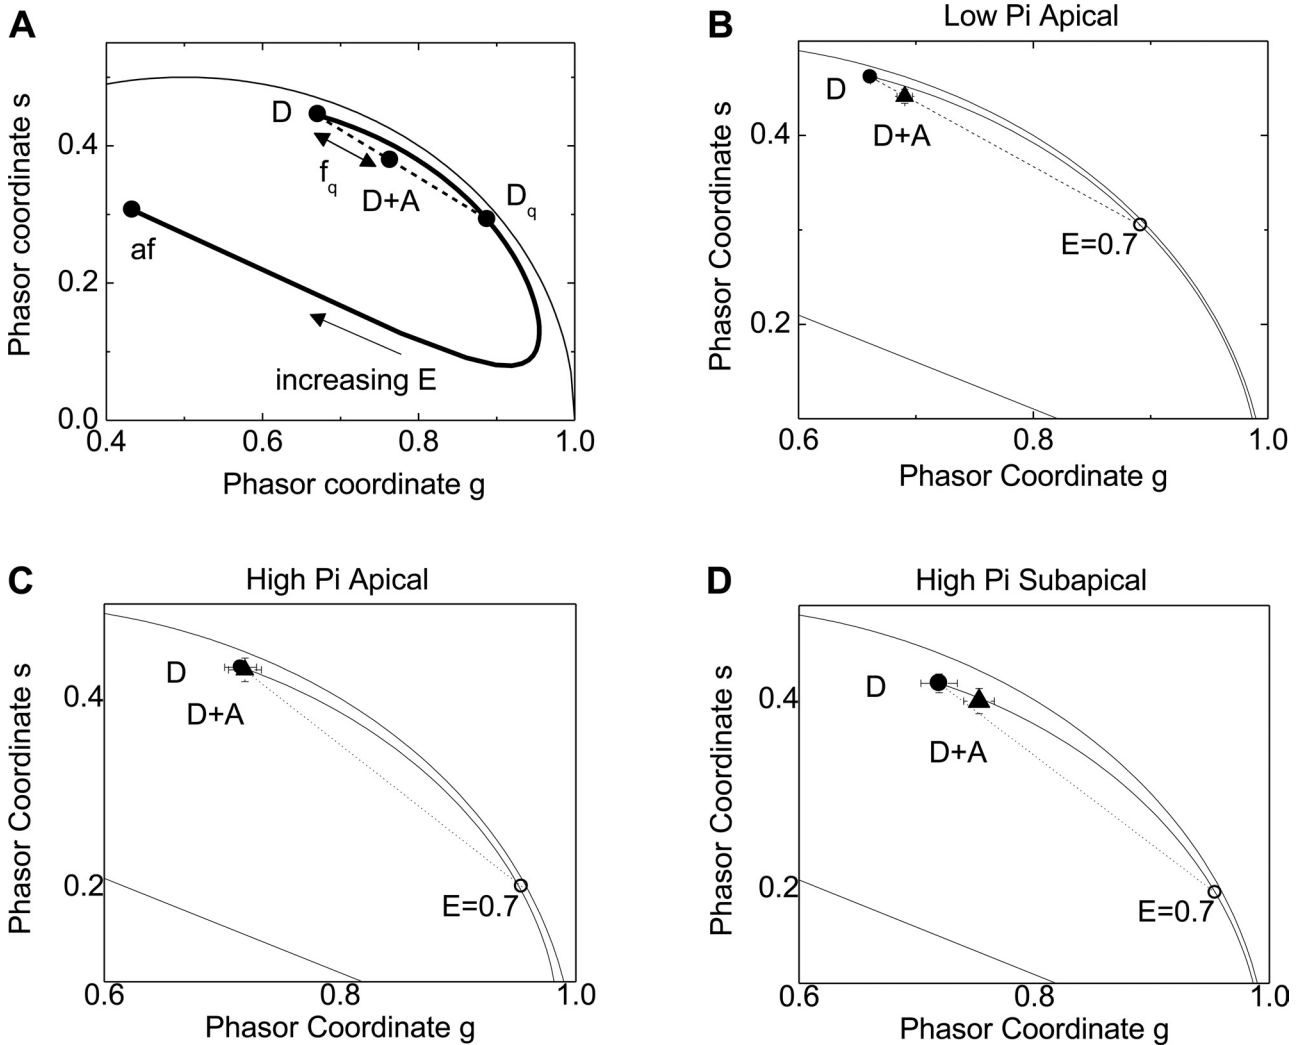 A
Phasor coordinate s
0.4
0.2
0.0
D
f_q
D+A
D_q
af
increasing E
0.4
0.6
0.8
1.0
Phasor coordinate g
B
Low Pi Apical
Phasor Coordinate s
0.4
0.2
D
D+A
E=0.7
0.6
0.8
1.0
Phasor Coordinate g
C
High Pi Apical
Phasor Coordinate s
0.4
0.2
D
D+A
E=0.7
0.6
0.8
1.0
Phasor Coordinate g
D
High Pi Subapical
Phasor Coordinate s
0.4
0.2
D
D+A
E=0.7
0.6
0.8
1.0
Phasor Coordinate g